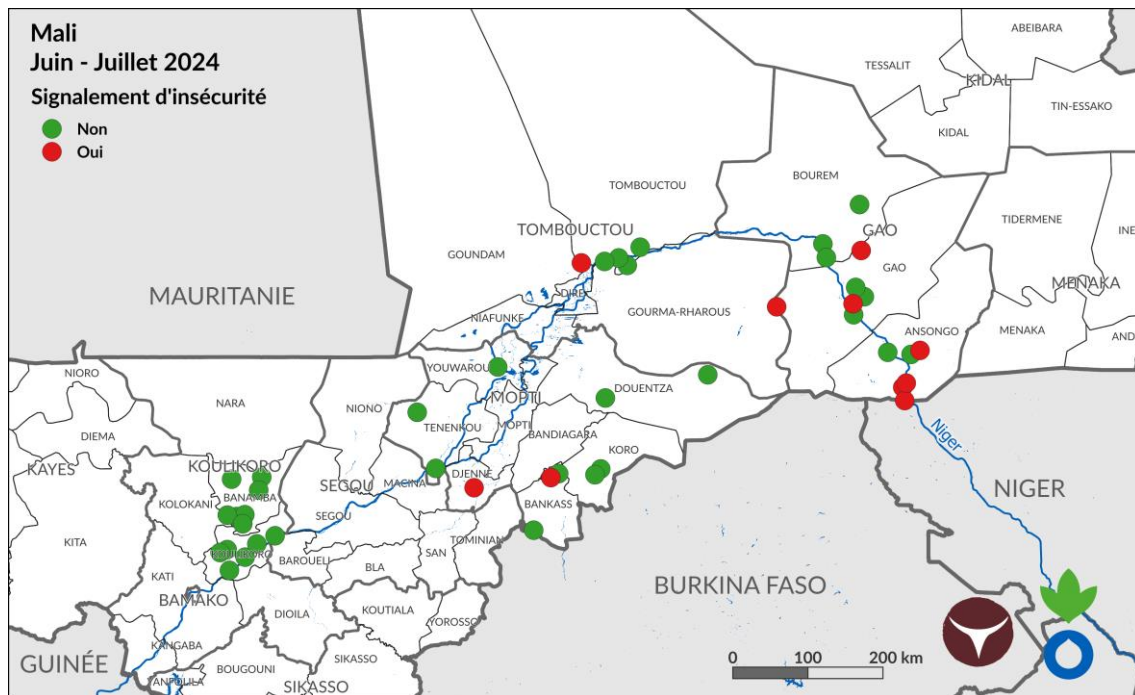 Mali
Juin - Juillet 2024
Signalement d'insécurité
Non
Oui
ABEIBARA
TESSALIT
KIDAL
TIN-ESSAKO
KIDAL
BOUREM
TOMBOUCTOU
TIDERMENE
INE
TOMBOUCTOU
GAO
GOUNDAM
GAO
MENAKA
MAURITANIE
DIRE
GOURMA-RHAROUS
NIAFUNKE
ANSONGO
MENAKA
AND
NIORO
YOUWAROU
NARA
NIONO
MOPTI
DOUENTZA
DIEMA
TENENKOU
MOPTI
BANDIAGARA
Niger
KAYES
KOULIKORO
KORO
SEGOU
MACINA
DJENNE
NIGER
KOLOKANI
BANAMBA
BANKASS
SEGOU
KITA
TOMINIAN
KOULIKORO
SAN
BAROUELI
BLA
KATI
BURKINA FASO
BAMAKO
DIOILA
KOUTIALA
YOROSSO
KANGABA
GUINÉE
BOUGOUNI
SIKASSO
SIKASSO
0 100 200 km